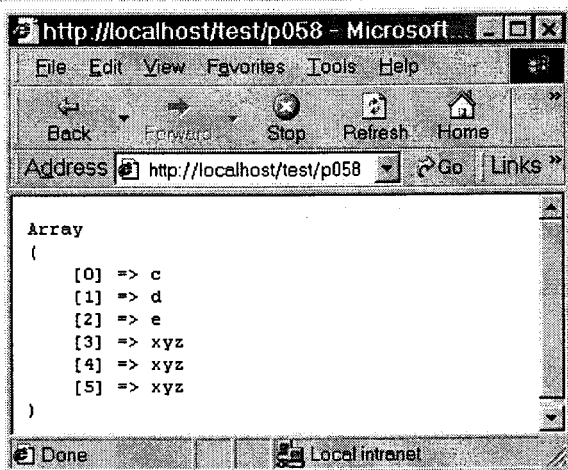 http://localhost/test/p058 - Microsoft...
File Edit View Favorites Tools Help
Back Forward Stop Refresh Home »
Address http://localhost/test/p058 Go Links »
Array
(
[0] => c
[1] => d
[2] => e
[3] => xyz
[4] => xyz
[5] => xyz
)
Done Local intranet